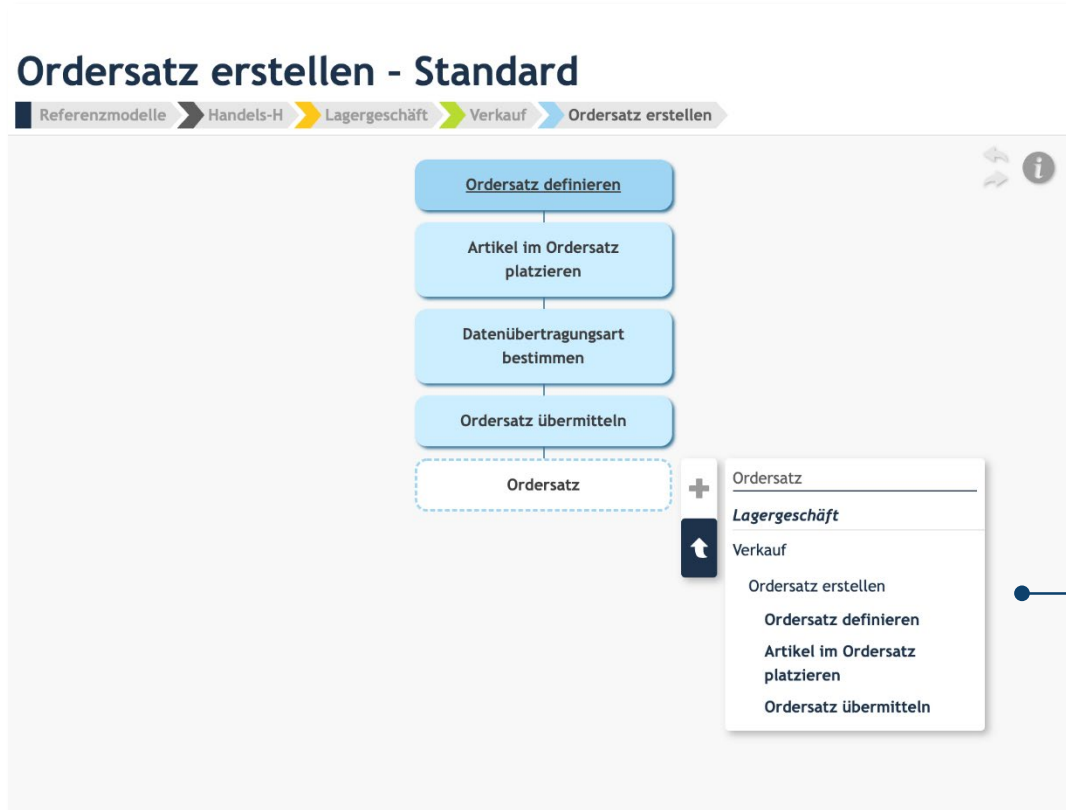 Ordersatz erstellen – Standard
Referenzmodelle Handels-H Lagergeschäft Verkauf Ordersatz erstellen
i
Ordersatz definieren
Artikel im Ordersatz
platzieren
Datenübertragungsart
bestimmen
Ordersatz übermitteln
Ordersatz
Ordersatz
Lagergeschäft
Verkauf
Ordersatz erstellen
Ordersatz definieren
Artikel im Ordersatz
platzieren
Ordersatz übermitteln